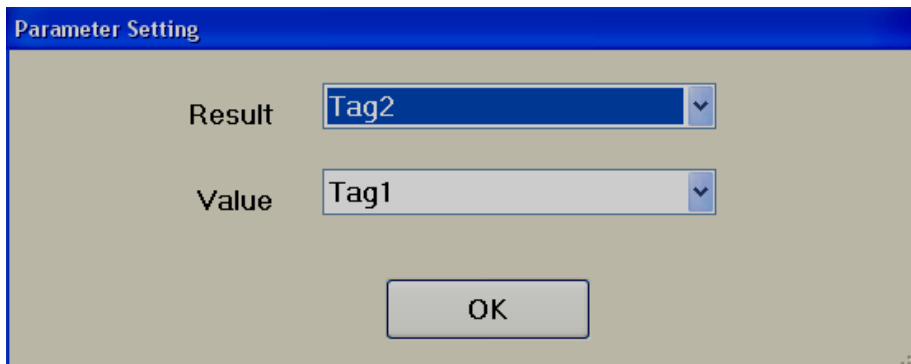 Parameter Setting
Result
Tag2
Value
Tag1
OK